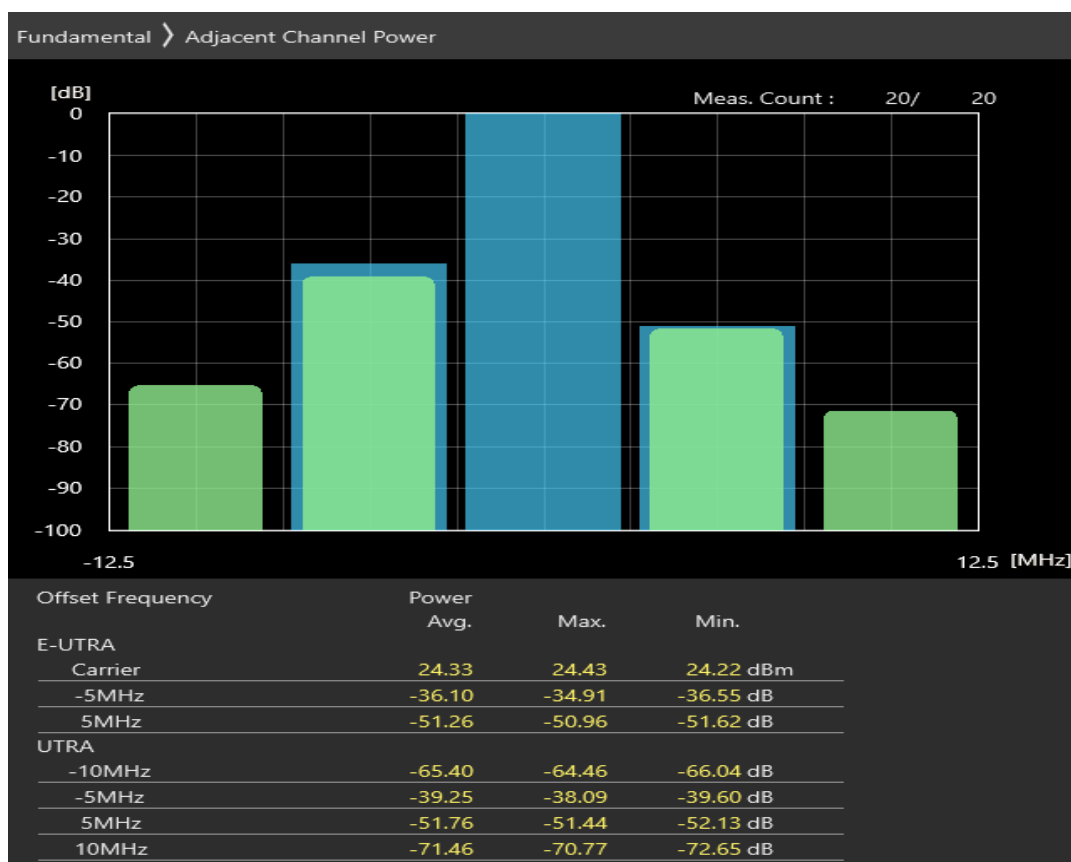 Fundamental ❯ Adjacent Channel Power
[dB]
Meas. Count : 20/ 20
0
-10
-20
-30
-40
-50
-60
-70
-80
-90
-100
-12.5 12.5 [MHz]
Offset Frequency Power
Avg. Max. Min.
E-UTRA
Carrier 24.33 24.43 24.22 dBm
-5MHz -36.10 -34.91 -36.55 dB
5MHz -51.26 -50.96 -51.62 dB
UTRA
-10MHz -65.40 -64.46 -66.04 dB
-5MHz -39.25 -38.09 -39.60 dB
5MHz -51.76 -51.44 -52.13 dB
10MHz -71.46 -70.77 -72.65 dB